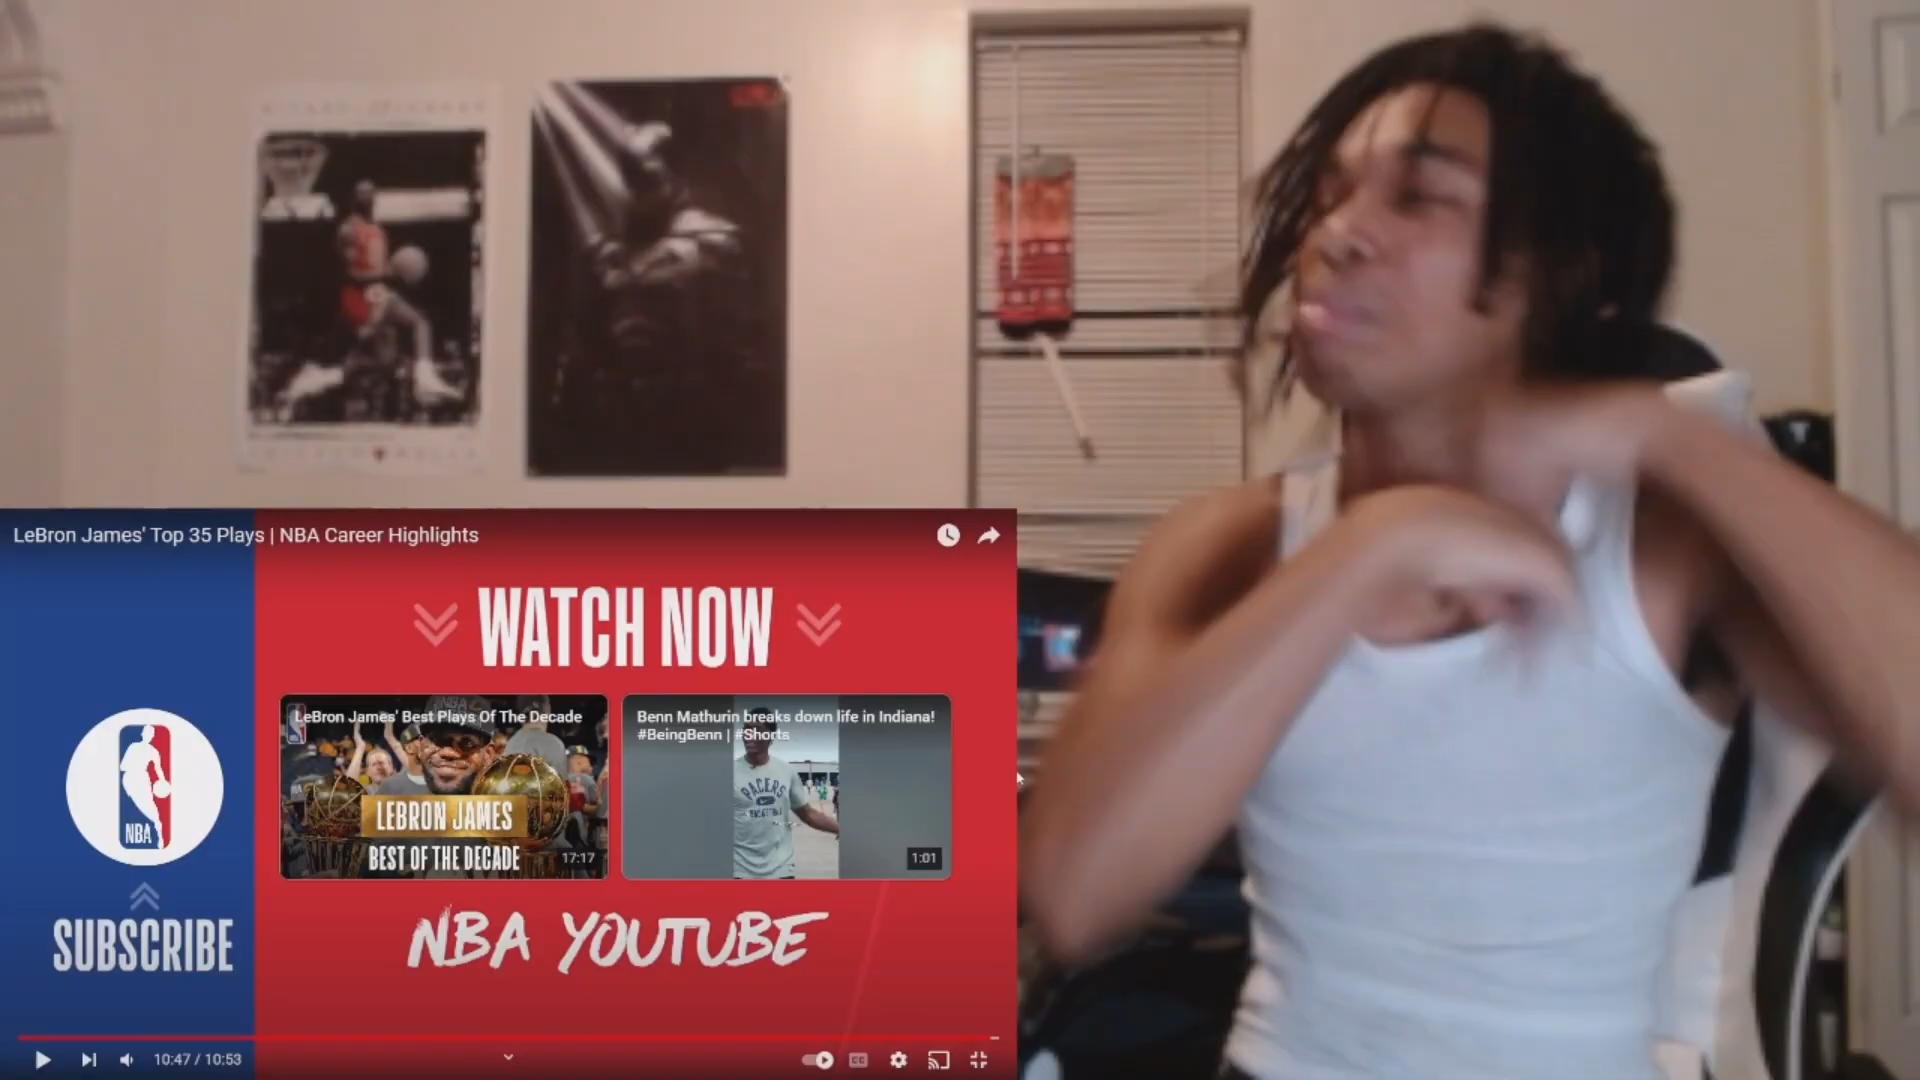 LeBron James' Top 35 Plays | NBA Career Highlights
WATCH NOW
LeBron James' Best Plays Of The Decade
LEBRON JAMES
BEST OF THE DECADE
17:17
Benn Mathurin breaks down life in Indiana!
#BeingBenn | #Shorts
PACERS
1:01
NBA
SUBSCRIBE
NBA YOUTUBE
10:47 / 10:53
CC